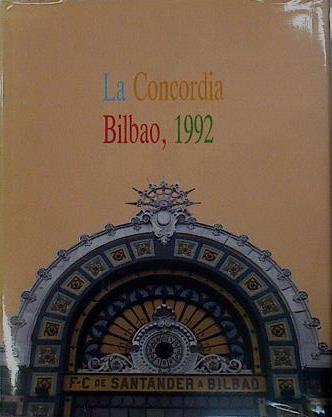 La Concordia
Bilbao, 1992
F.C DE SANTANDER A BILBAO